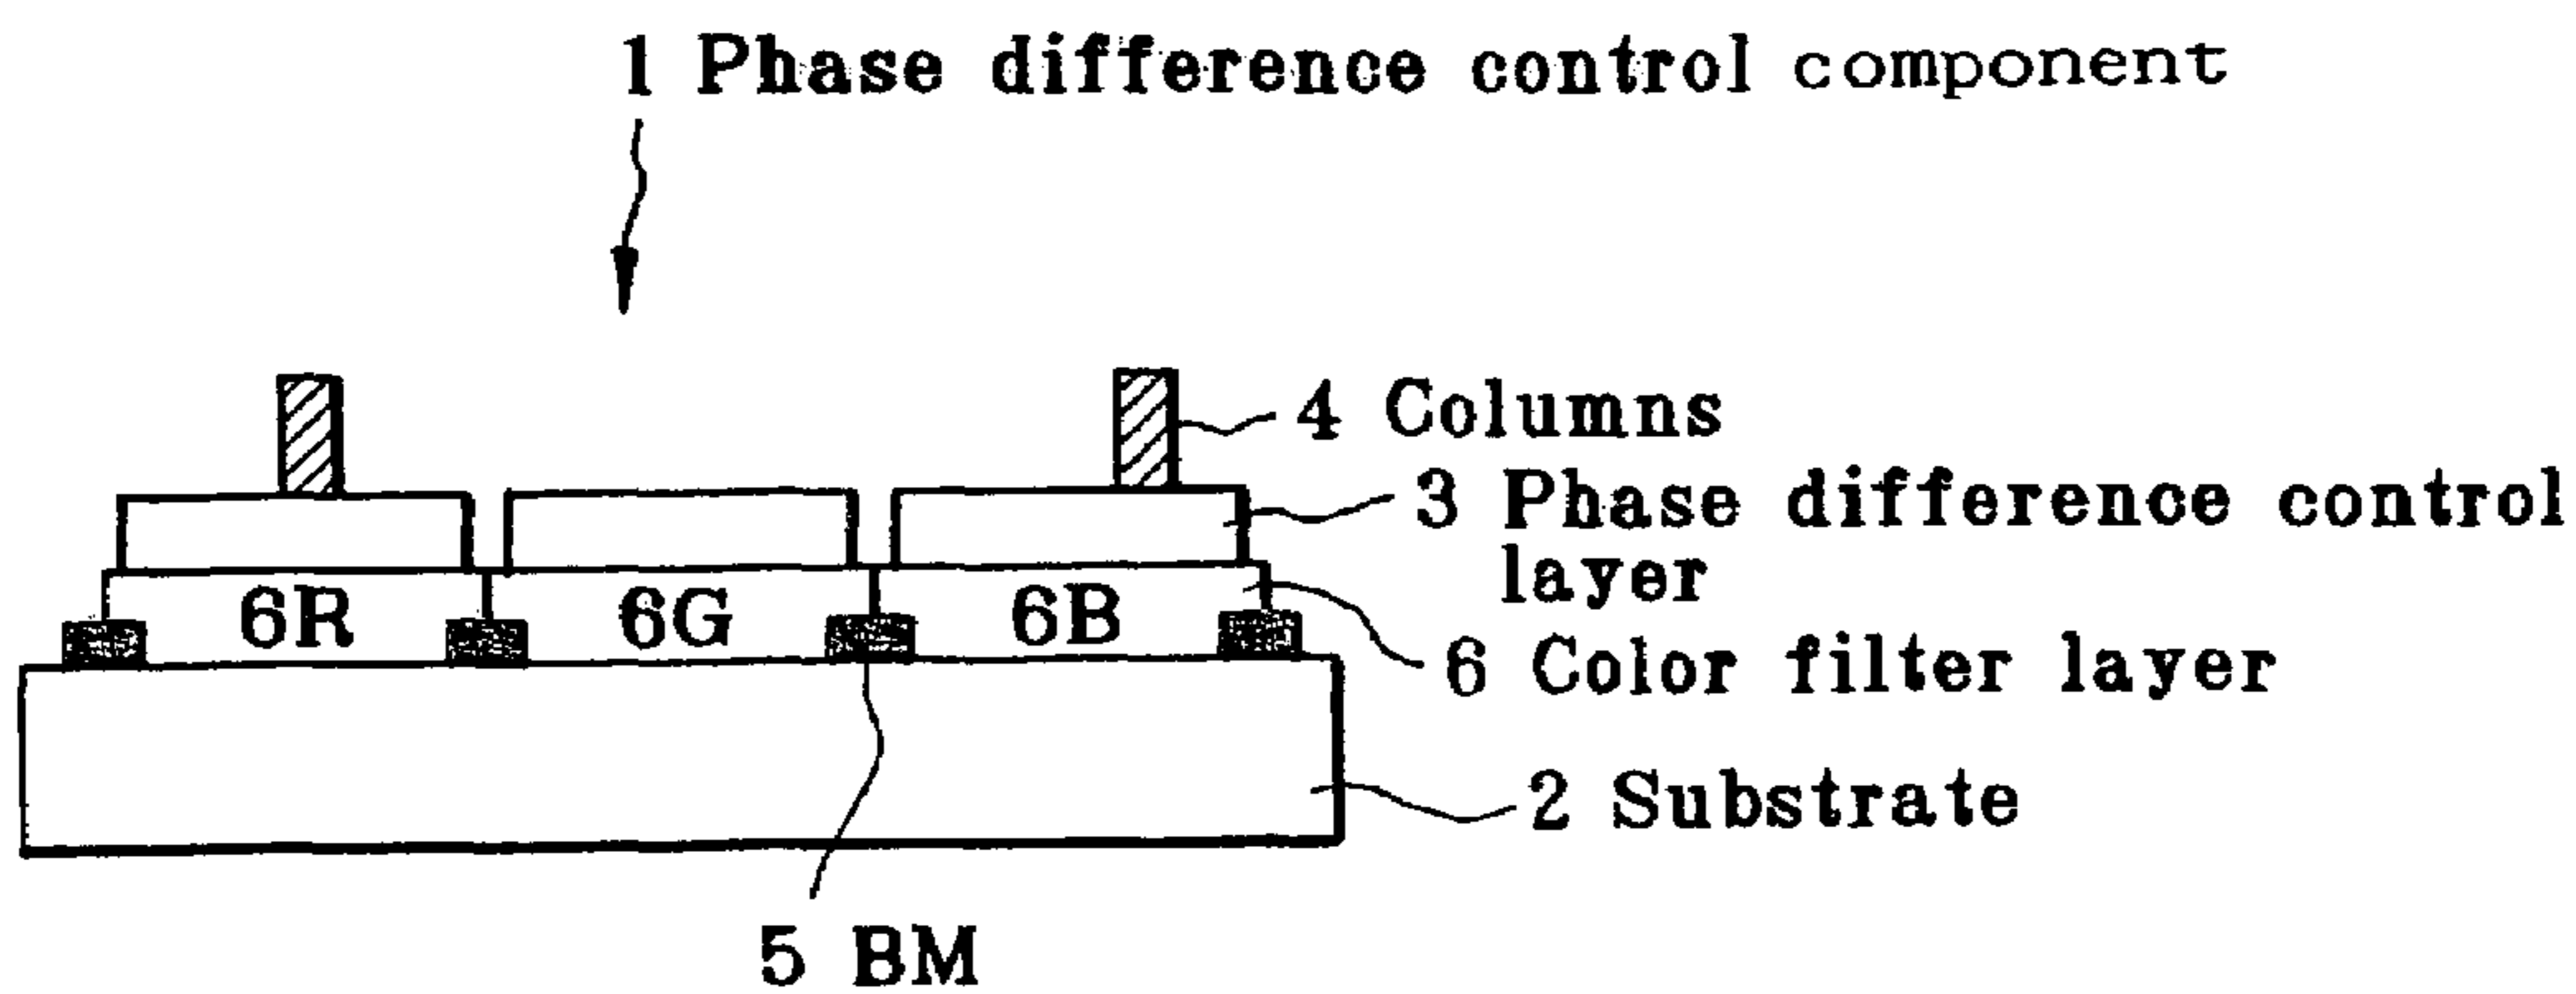 1 Phase difference control component
4 Columns
3 Phase difference control
layer
6R 6G 6B
6 Color filter layer
2 Substrate
5 BM